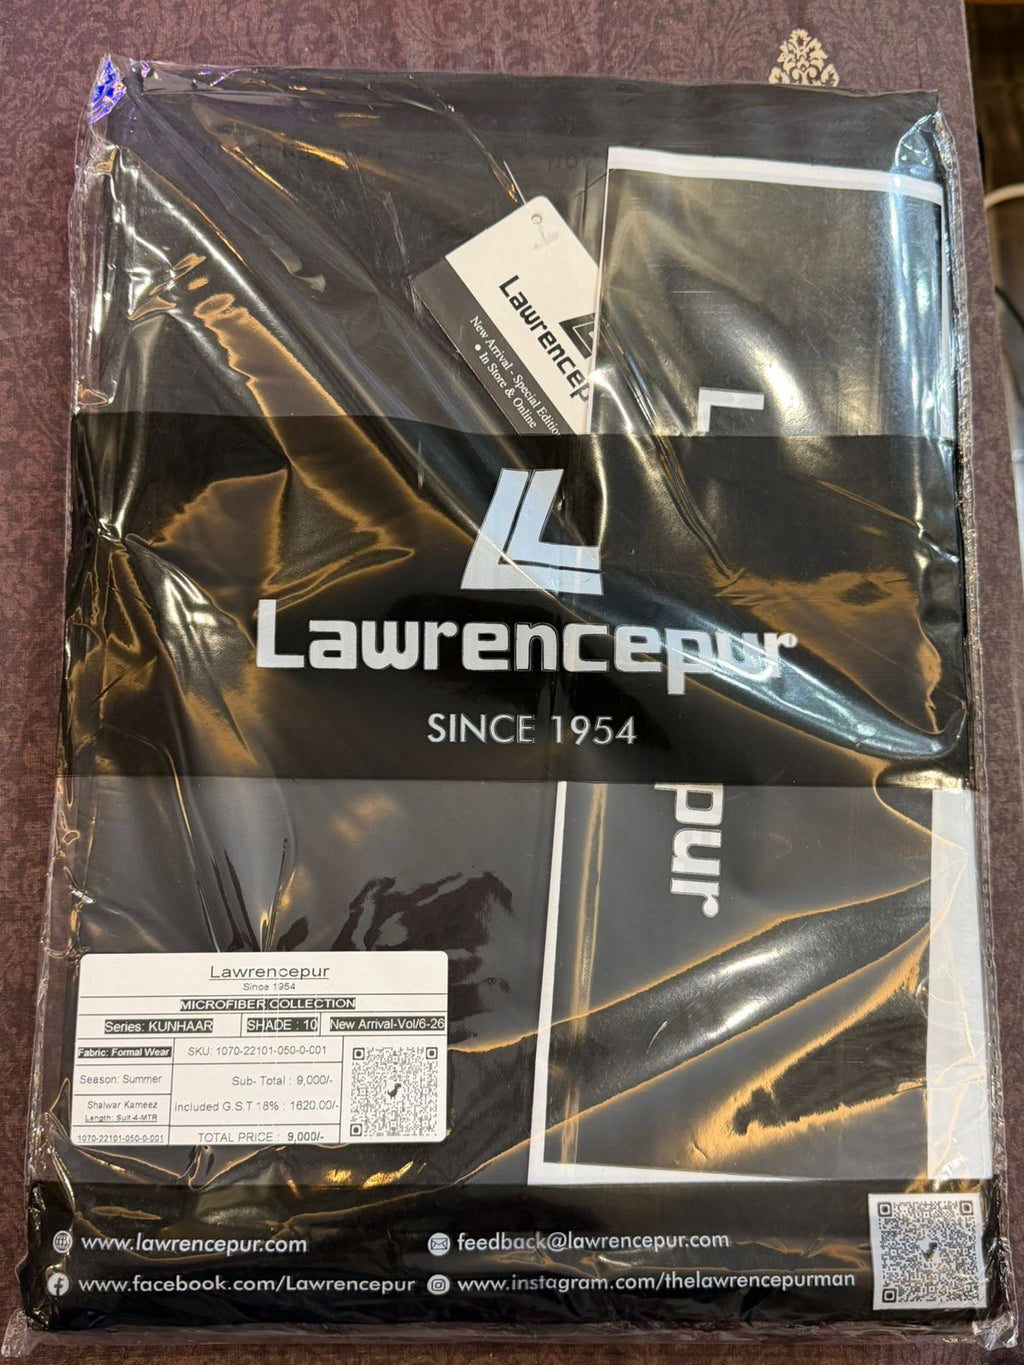 Lawrencep
New Arrival - Special Editio
• In Store & Online
L
Lawrencepur
SINCE 1954
pur
Lawrencepur
Since 1954
MICROFIBER COLLECTION
Series: KUNHAAR SHADE : 10 New Arrival-Vol/6-26
Fabric: Formal Wear SKU: 1070-22101-050-0-001
Season: Summer Sub- Total : 9,000/-
Shalwar Kameez Included G.S.T 18% : 1620.00/-
Length: Suit-4-MTR
1070-22101-050-0-001 TOTAL PRICE : 9,000/-
www.lawrencepur.com feedback@lawrencepur.com
www.facebook.com/Lawrencepur www.instagram.com/thelawrencepurman